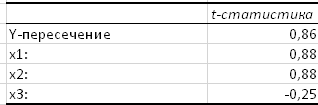 t-статистика
Y-пересечение 0,86
x1: 0,88
x2: 0,88
x3: -0,25